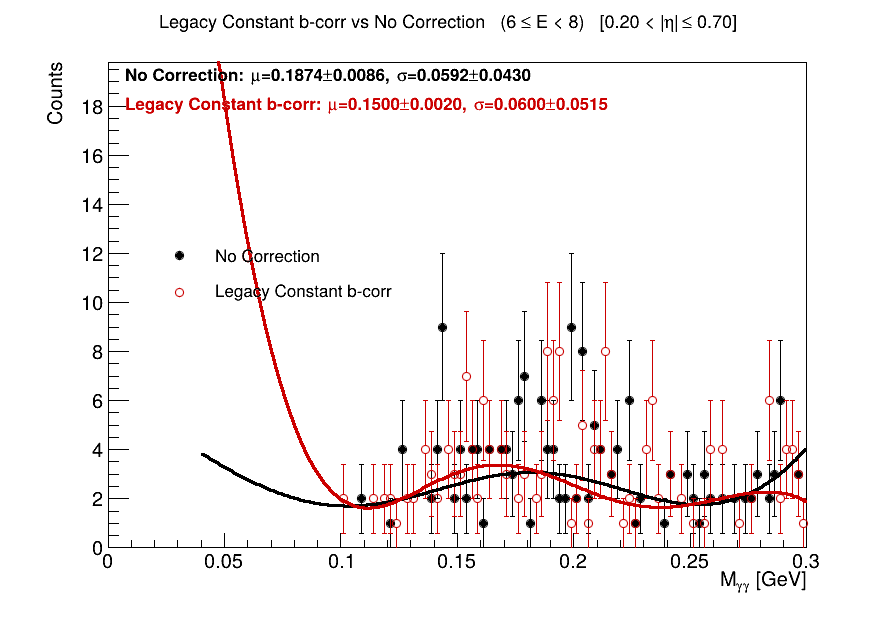 Legacy Constant b-corr vs No Correction (6 ≤ E < 8) [0.20 < |η| ≤ 0.70]
Counts
No Correction: μ=0.1874±0.0086, σ=0.0592±0.0430
Legacy Constant b-corr: μ=0.1500±0.0020, σ=0.0600±0.0515
18
16
14
12
10
8
6
4
2
0
No Correction
Legacy Constant b-corr
0 0.05 0.1 0.15 0.2 0.25 0.3
Mγγ [GeV]